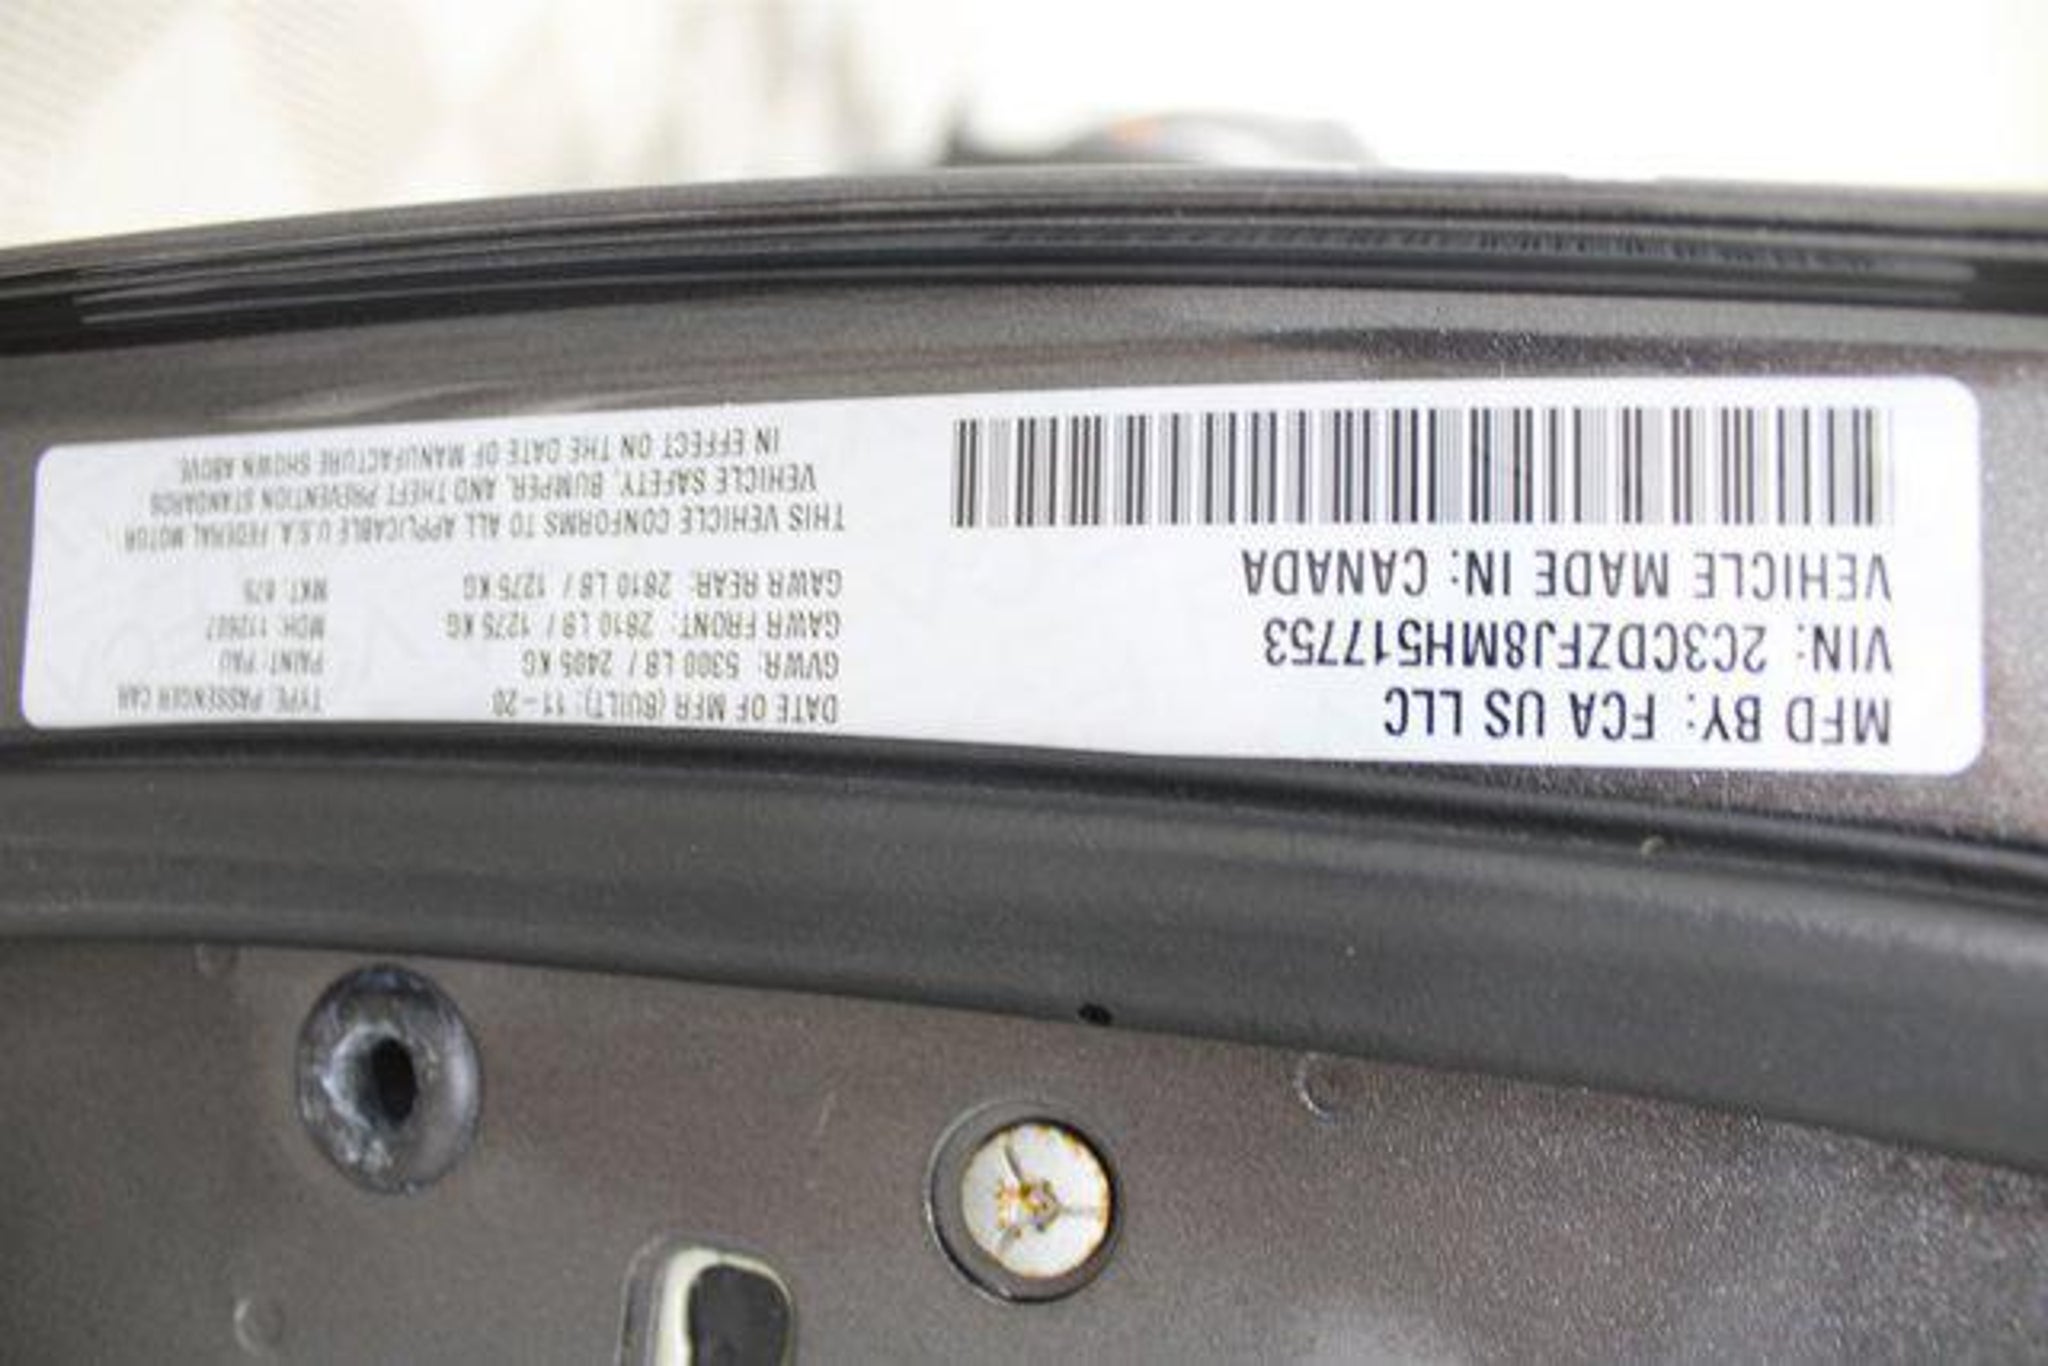 MFD BY: FCA US LLC
VIN: 2C3CDZFJ8MH517753
VEHICLE MADE IN: CANADA
DATE OF MFR (BUILT): 11-20
TYPE: PASSENGER CAR
GVWR: 5300 LB / 2405 KG
PAINT: PAU
GAWR FRONT: 2810 LB / 1275 KG
MDH:
GAWR REAR: 2810 LB / 1275 KG
MKT:
THIS VEHICLE CONFORMS TO ALL APPLICABLE U.S.A. FEDERAL MOTOR
VEHICLE SAFETY, BUMPER, AND THEFT PREVENTION STANDARDS
IN EFFECT ON THE DATE OF MANUFACTURE SHOWN ABOVE.